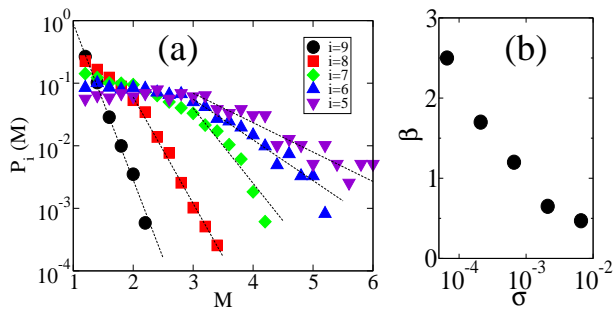 (a)
i=9
i=8
i=7
i=6
i=5
10^0
10^-1
10^-2
10^-3
10^-4
P_i (M)
1 2 3 4 5 6
M
(b)
3
2
1
0
β
10^-4 10^-3 10^-2
σ